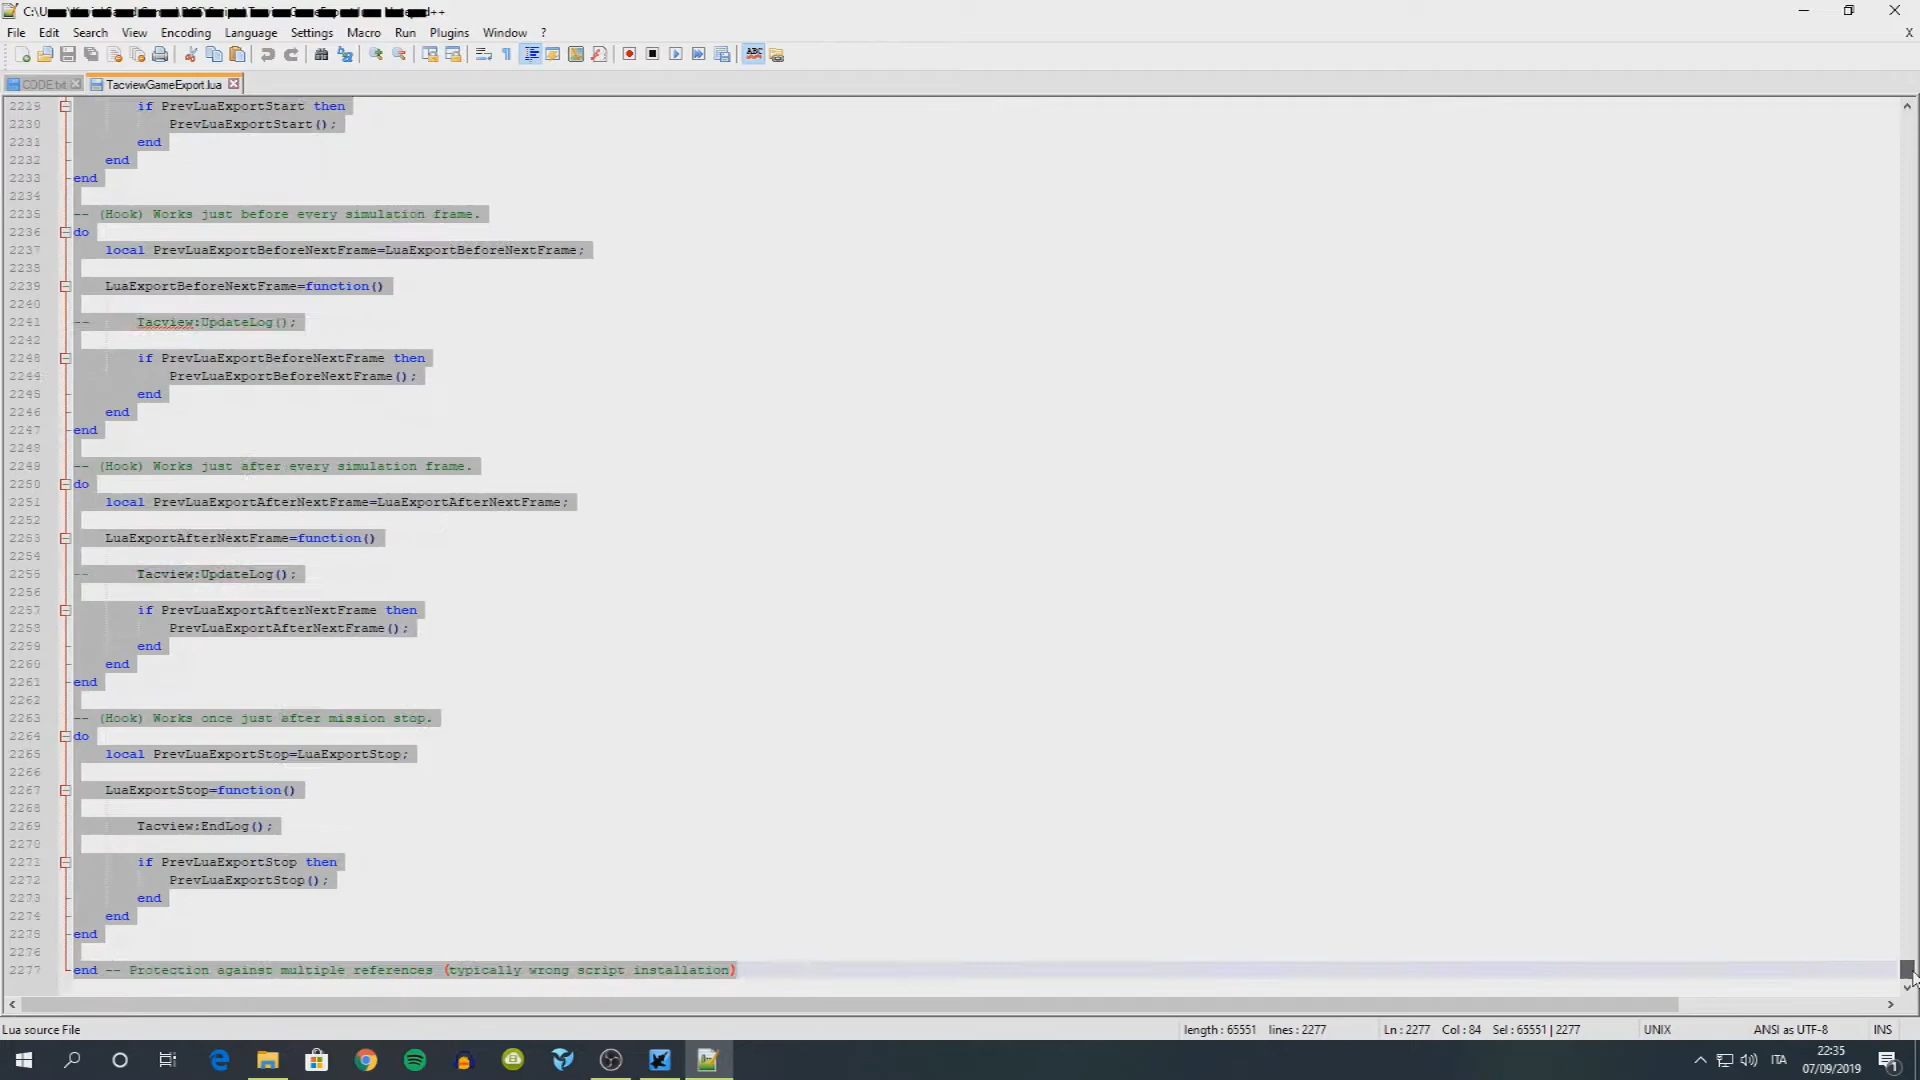 File Edit Search View Encoding Language Settings Macro Run Plugins Window ? X
CODE.txt TacviewGameExport.lua
2229 if PrevLuaExportStart then
2230 PrevLuaExportStart();
2231 end
2232 end
2233 end
2234
2235 -- (Hook) Works just before every simulation frame.
2236 do
2237 local PrevLuaExportBeforeNextFrame=LuaExportBeforeNextFrame;
2238
2239 LuaExportBeforeNextFrame=function()
2240
2241 -- Tacview:UpdateLog();
2242
2243 if PrevLuaExportBeforeNextFrame then
2244 PrevLuaExportBeforeNextFrame();
2245 end
2246 end
2247 end
2248
2249 -- (Hook) Works just after every simulation frame.
2250 do
2251 local PrevLuaExportAfterNextFrame=LuaExportAfterNextFrame;
2252
2253 LuaExportAfterNextFrame=function()
2254
2255 -- Tacview:UpdateLog();
2256
2257 if PrevLuaExportAfterNextFrame then
2258 PrevLuaExportAfterNextFrame();
2259 end
2260 end
2261 end
2262
2263 -- (Hook) Works once just after mission stop.
2264 do
2265 local PrevLuaExportStop=LuaExportStop;
2266
2267 LuaExportStop=function()
2268
2269 Tacview:EndLog();
2270
2271 if PrevLuaExportStop then
2272 PrevLuaExportStop();
2273 end
2274 end
2275 end
2276
2277 end -- Protection against multiple references (typically wrong script installation)
Lua source File length : 65551 lines : 2277 Ln : 2277 Col : 84 Sel : 65551 | 2277 UNIX ANSI as UTF-8 INS
ITA 22:35
07/09/2019